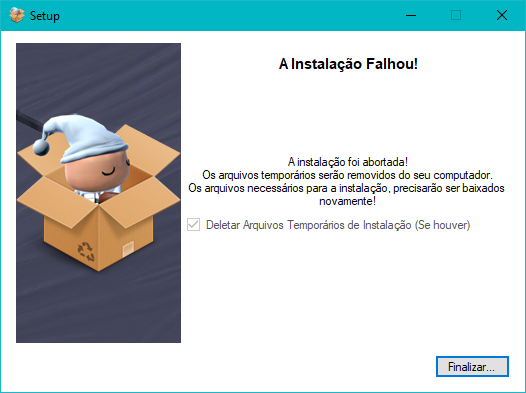 Setup
A Instalação Falhou!
A instalação foi abortada!
Os arquivos temporários serão removidos do seu computador.
Os arquivos necessários para a instalação, precisarão ser baixados
novamente!
Deletar Arquivos Temporários de Instalação (Se houver)
Finalizar...